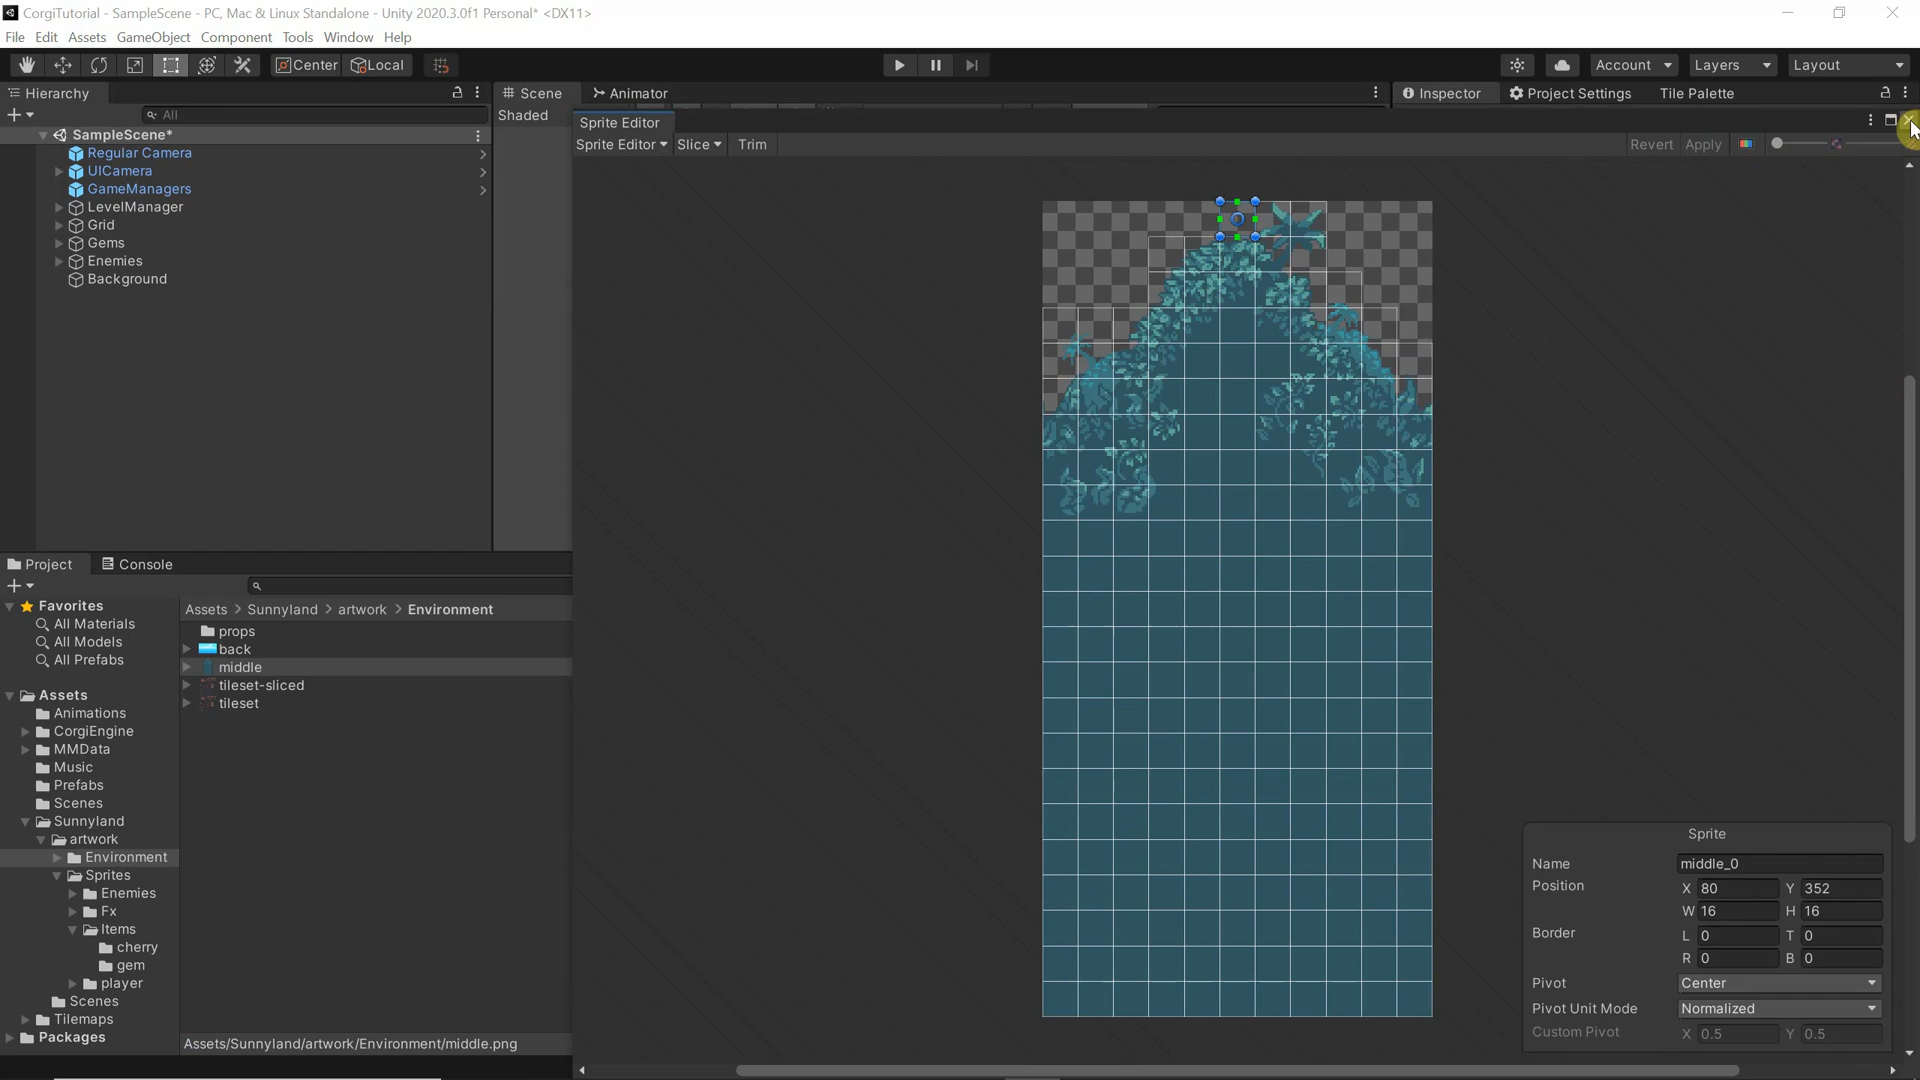 CorgiTutorial - SampleScene - PC, Mac & Linux Standalone - Unity 2020.3.0f1 Personal* <DX11>
File Edit Assets GameObject Component Tools Window Help
Center Local Account Layers Layout
Hierarchy Scene Animator Inspector Project Settings Tile Palette
All Shaded Sprite Editor
SampleScene*
Sprite Editor Slice Trim Revert Apply
Regular Camera
UICamera
GameManagers
LevelManager
Grid
Gems
Enemies
Background
Project Console
Favorites
All Materials
All Models
All Prefabs
Assets
Animations
CorgiEngine
MMData
Music
Prefabs
Scenes
Sunnyland
artwork
Environment
Sprites
Enemies
Fx
Items
cherry
gem
player
Scenes
Tilemaps
Packages
Assets > Sunnyland > artwork > Environment
props
back
middle
tileset-sliced
tileset
Assets/Sunnyland/artwork/Environment/middle.png
Sprite
Name middle_0
Position X 80 Y 352
W 16 H 16
Border L 0 T 0
R 0 B 0
Pivot Center
Pivot Unit Mode Normalized
Custom Pivot X 0.5 Y 0.5